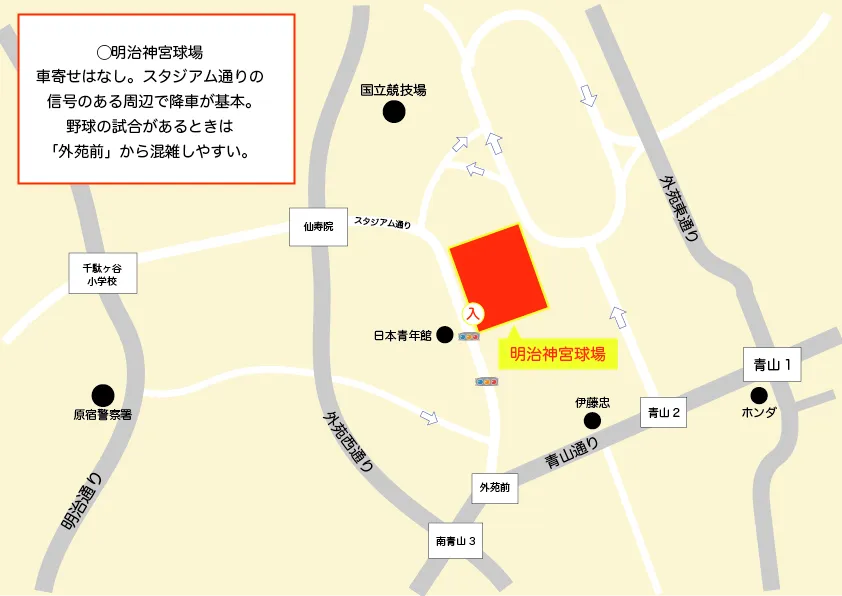 ◯明治神宮球場
車寄せはなし。スタジアム通りの
信号のある周辺で降車が基本。
野球の試合があるときは
「外苑前」から混雑しやすい。
国立競技場
外苑東通り
仙寿院
スタジアム通り
千駄ヶ谷
小学校
入
日本青年館
明治神宮球場
青山1
原宿警察署
伊藤忠
青山2
ホンダ
外苑西通り
青山通り
明治通り
外苑前
南青山3